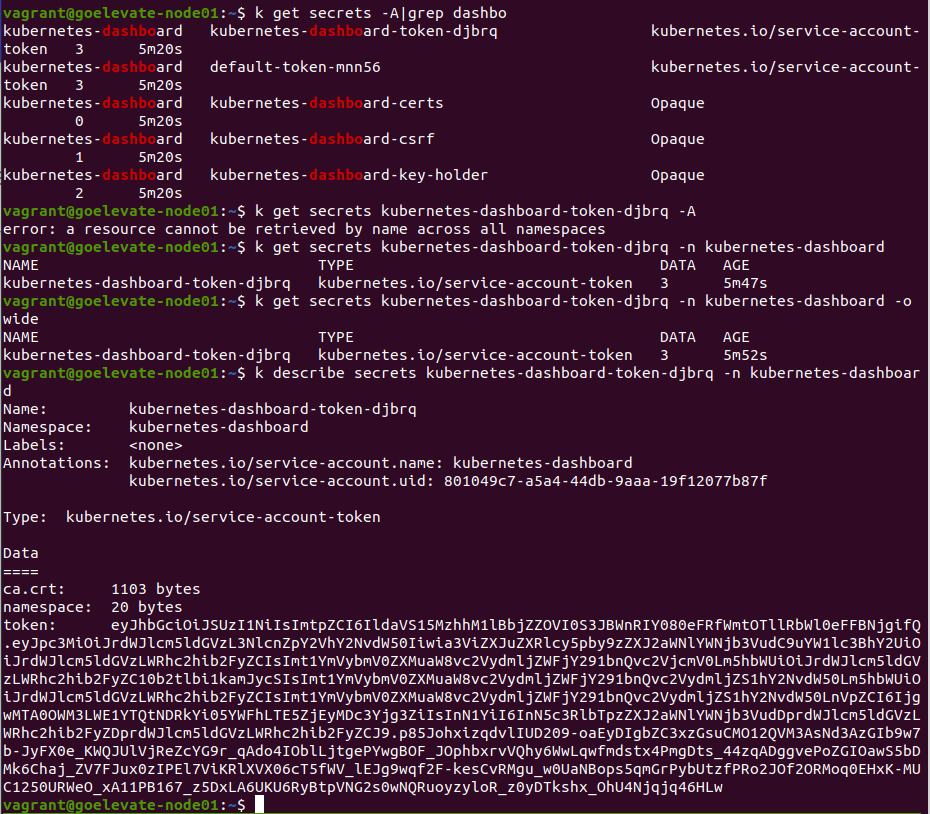 vagrant@goelevate-node01:~$ k get secrets -A|grep dashbo
kubernetes-dashboard   kubernetes-dashboard-token-djbrq                 kubernetes.io/service-account-
token   3      5m20s
kubernetes-dashboard   default-token-mnn56                              kubernetes.io/service-account-
token   3      5m20s
kubernetes-dashboard   kubernetes-dashboard-certs                       Opaque
        0      5m20s
kubernetes-dashboard   kubernetes-dashboard-csrf                        Opaque
        1      5m20s
kubernetes-dashboard   kubernetes-dashboard-key-holder                  Opaque
        2      5m20s
vagrant@goelevate-node01:~$ k get secrets kubernetes-dashboard-token-djbrq -A
error: a resource cannot be retrieved by name across all namespaces
vagrant@goelevate-node01:~$ k get secrets kubernetes-dashboard-token-djbrq -n kubernetes-dashboard
NAME                               TYPE                                  DATA   AGE
kubernetes-dashboard-token-djbrq   kubernetes.io/service-account-token   3      5m47s
vagrant@goelevate-node01:~$ k get secrets kubernetes-dashboard-token-djbrq -n kubernetes-dashboard -o
wide
NAME                               TYPE                                  DATA   AGE
kubernetes-dashboard-token-djbrq   kubernetes.io/service-account-token   3      5m52s
vagrant@goelevate-node01:~$ k describe secrets kubernetes-dashboard-token-djbrq -n kubernetes-dashboar
d
Name:         kubernetes-dashboard-token-djbrq
Namespace:    kubernetes-dashboard
Labels:       <none>
Annotations:  kubernetes.io/service-account.name: kubernetes-dashboard
              kubernetes.io/service-account.uid: 801049c7-a5a4-44db-9aaa-19f12077b87f
Type:  kubernetes.io/service-account-token
Data
====
ca.crt:     1103 bytes
namespace:  20 bytes
token:
vagrant@goelevate-node01:~$